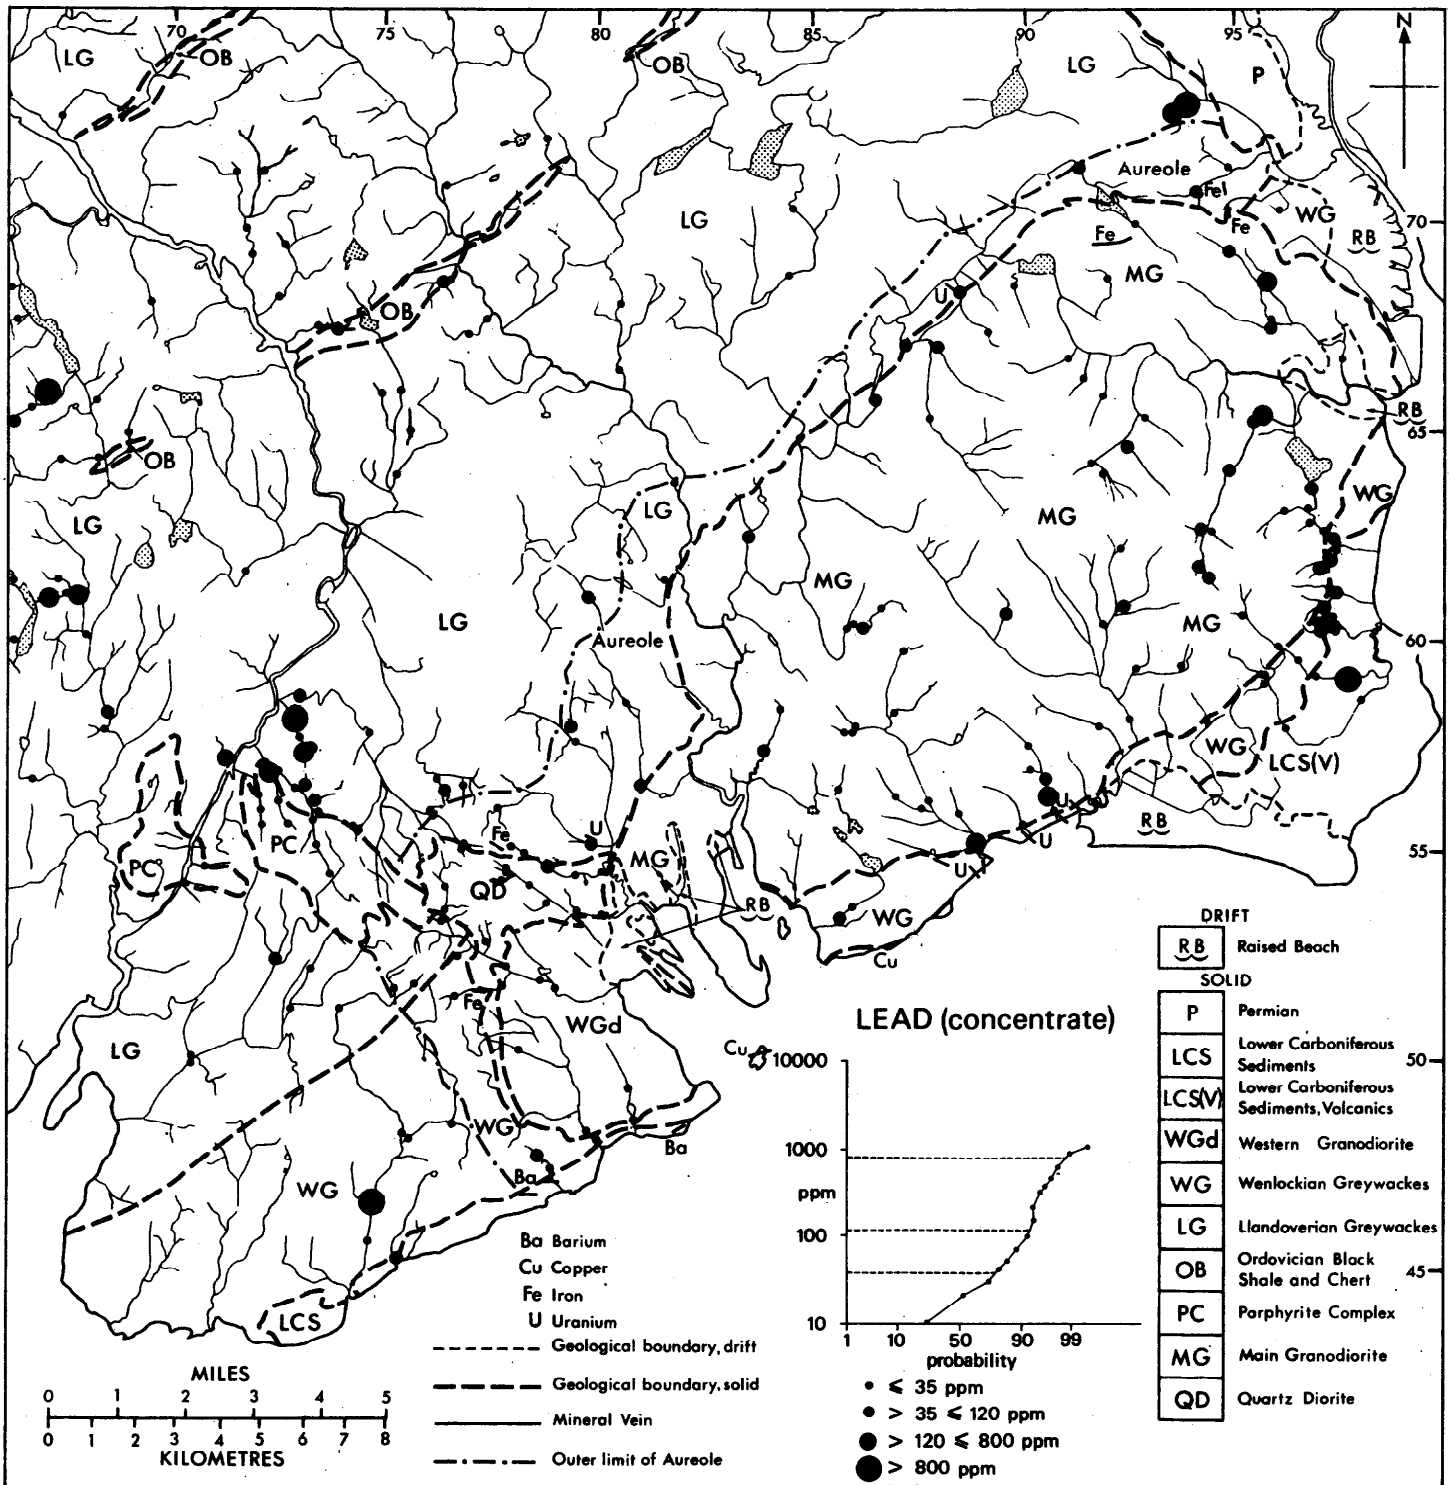 70 75 80 85 90 95 N
LG OB OB LG P
Aureole
Fe
LG WG 70
Fe Fe RB
MG
U
OB
RB
65
OB
LG WG
LG
MG
MG
LG MG 60
Aureole
WG LCS(V)
U
Fe U RB
PC U
PC MG 55
QD U
RB WG
Cu
Fe
WGd
LG
Cu 50
WG
Ba
Ba
WG
LCS 45
DRIFT
RB Raised Beach
SOLID
P Permian
LCS Lower Carboniferous
Sediments
LCS(V) Lower Carboniferous
Sediments, Volcanics
WGd Western Granodiorite
WG Wenlockian Greywackes
LG Llandoverian Greywackes
OB Ordovician Black
Shale and Chert
PC Porphyrite Complex
MG Main Granodiorite
QD Quartz Diorite
LEAD (concentrate)
10000
1000
ppm
100
10
1 10 50 90 99
probability
≤ 35 ppm
> 35 ≤ 120 ppm
> 120 ≤ 800 ppm
> 800 ppm
Ba Barium
Cu Copper
Fe Iron
U Uranium
Geological boundary, drift
Geological boundary, solid
Mineral Vein
Outer limit of Aureole
MILES
0 1 2 3 4 5
0 1 2 3 4 5 6 7 8
KILOMETRES